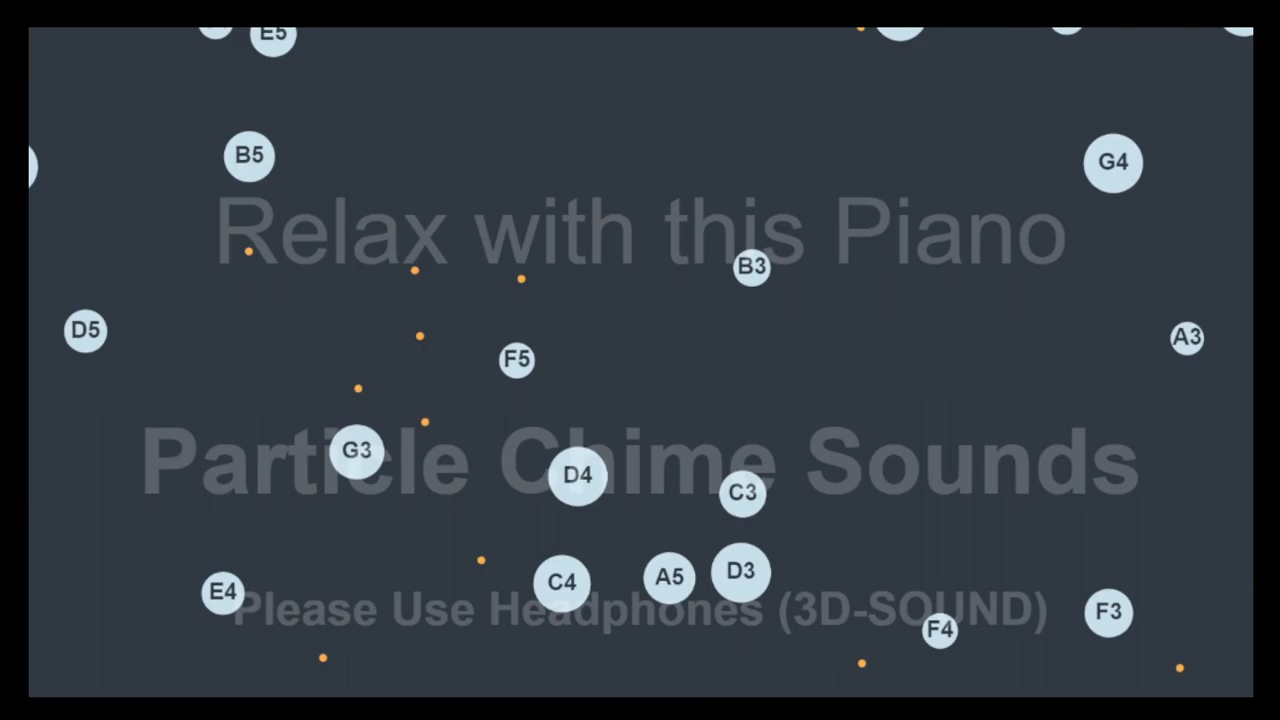 E5
B5
G4
Relax with this Piano
B3
D5
A3
F5
G3
Particle Chime Sounds
D4
C3
C4
A5
D3
E4
Please Use Headphones (3D-SOUND)
F3
F4